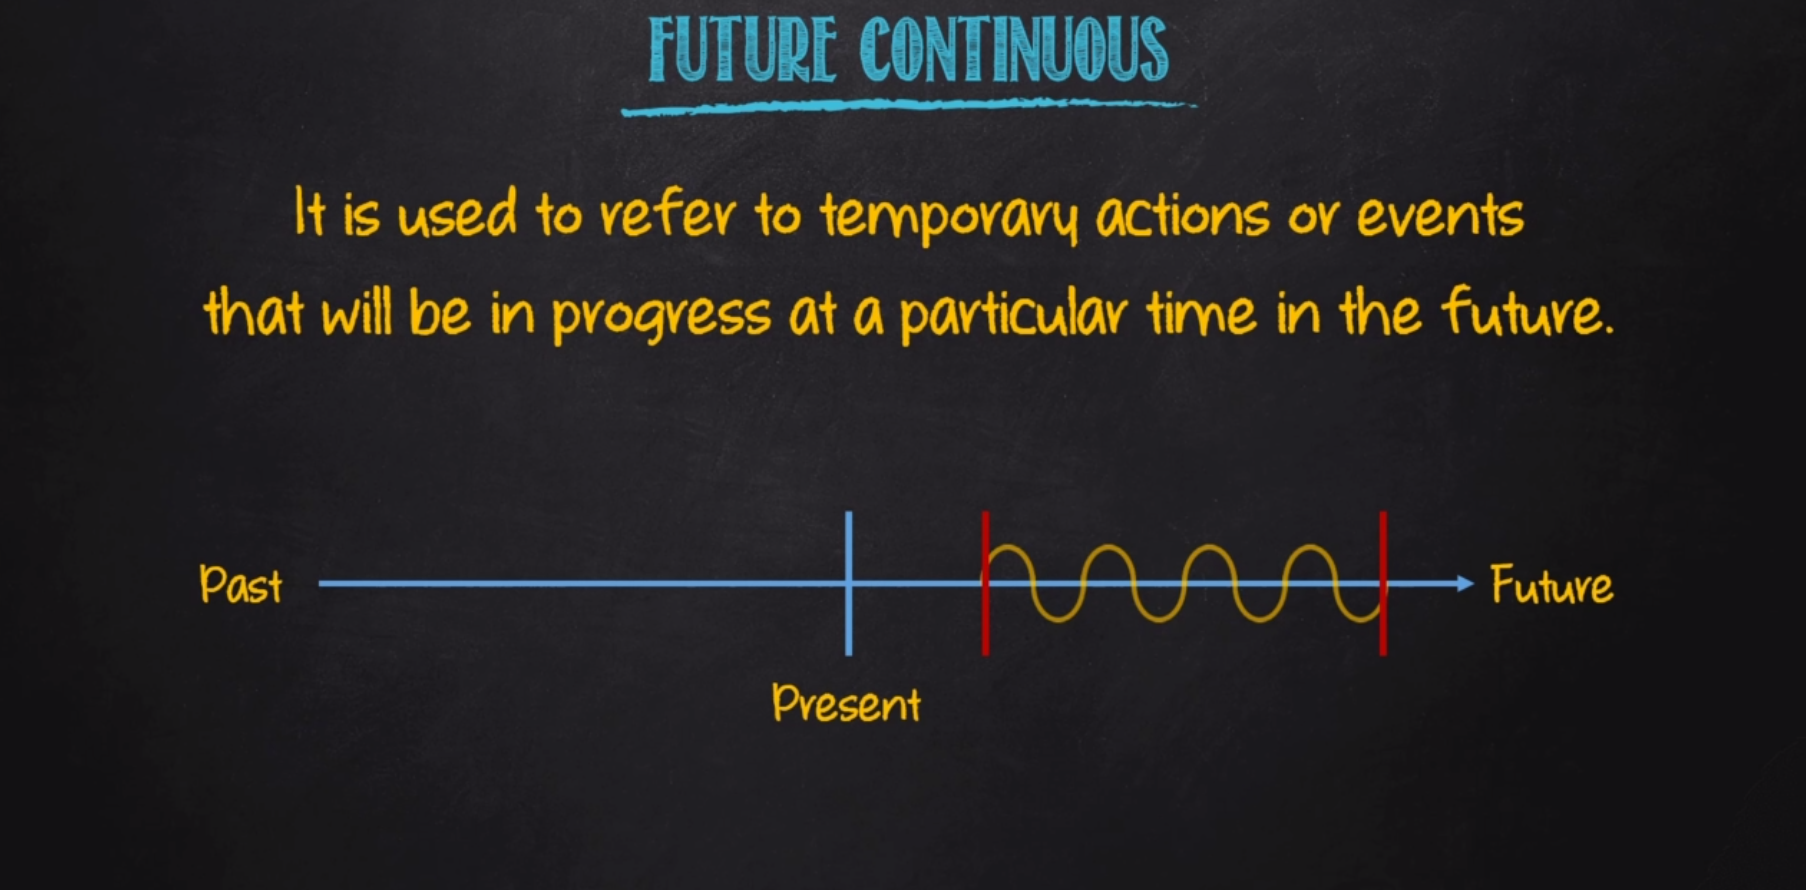 FUTURE CONTINUOUS
It is used to refer to temporary actions or events
that will be in progress at a particular time in the future.
Past
Future
Present